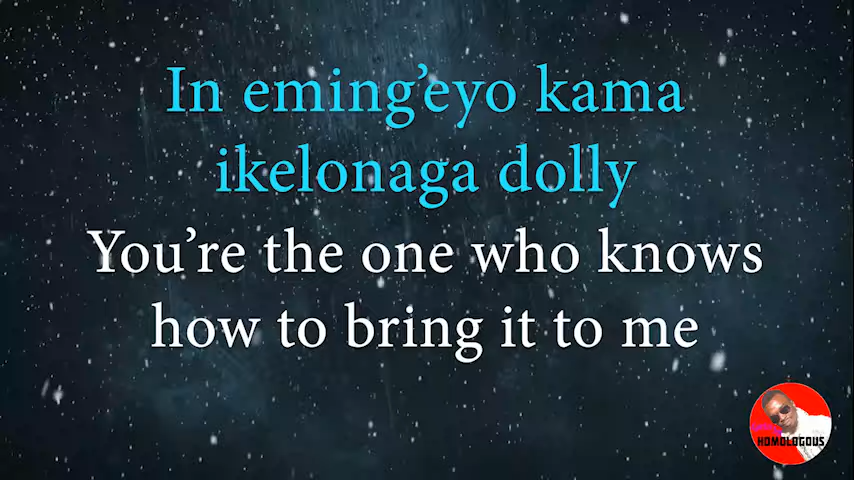 In eming’eyo kama
ikelonaga dolly
You’re the one who knows
how to bring it to me
HOMOLOGOUS